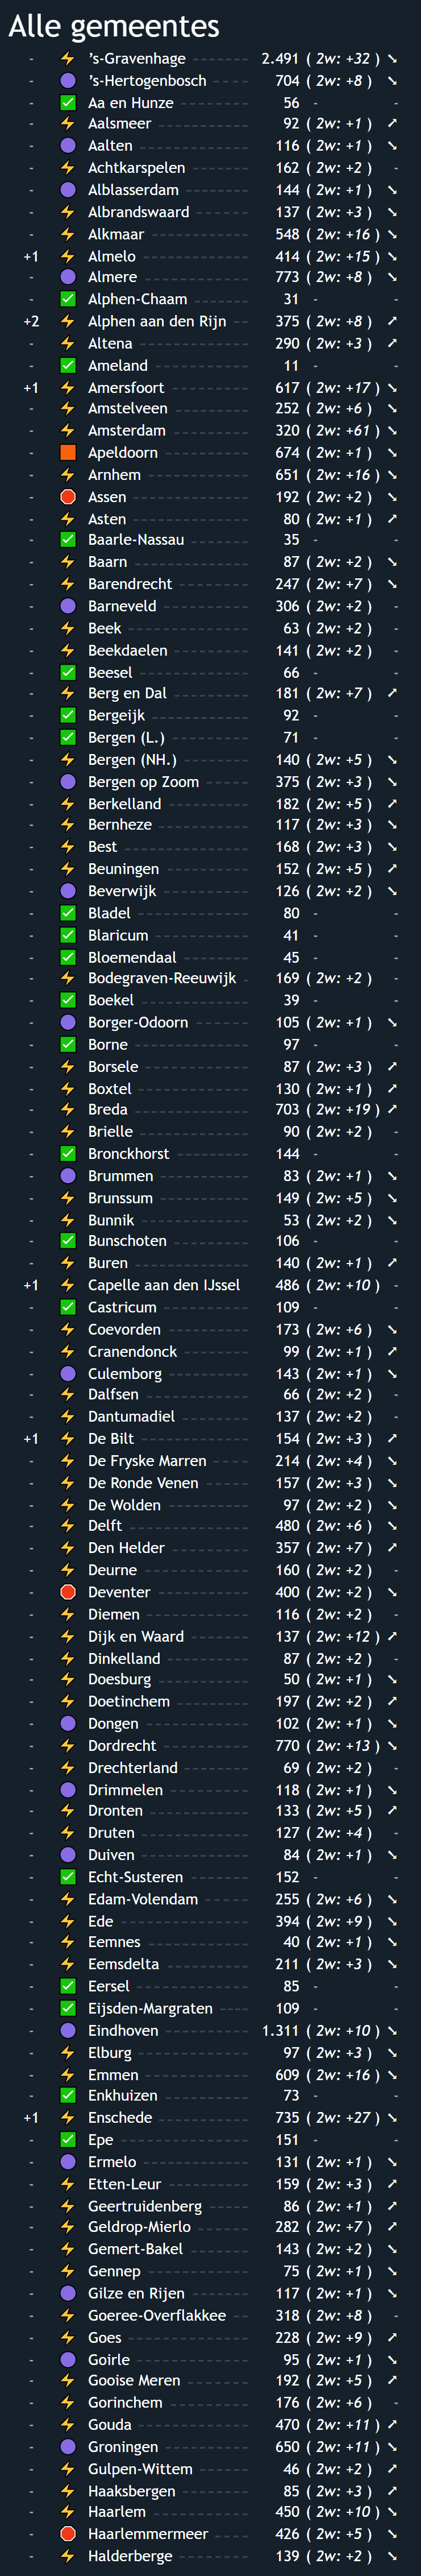 Alle gemeentes
- ’s-Gravenhage 2.491 ( 2w: +32 ) ➘
- ’s-Hertogenbosch 704 ( 2w: +8 ) ➘
- Aa en Hunze 56 - -
- Aalsmeer 92 ( 2w: +1 ) ➚
- Aalten 116 ( 2w: +1 ) ➘
- Achtkarspelen 162 ( 2w: +2 ) -
- Alblasserdam 144 ( 2w: +1 ) ➘
- Albrandswaard 137 ( 2w: +3 ) ➘
- Alkmaar 548 ( 2w: +16 ) ➘
+1 Almelo 414 ( 2w: +15 ) ➘
- Almere 773 ( 2w: +8 ) ➘
- Alphen-Chaam 31 - -
+2 Alphen aan den Rijn 375 ( 2w: +8 ) ➚
- Altena 290 ( 2w: +3 ) ➚
- Ameland 11 - -
+1 Amersfoort 617 ( 2w: +17 ) ➘
- Amstelveen 252 ( 2w: +6 ) ➘
- Amsterdam 320 ( 2w: +61 ) ➘
- Apeldoorn 674 ( 2w: +1 ) ➘
- Arnhem 651 ( 2w: +16 ) ➘
- Assen 192 ( 2w: +2 ) ➘
- Asten 80 ( 2w: +1 ) ➚
- Baarle-Nassau 35 - -
- Baarn 87 ( 2w: +2 ) ➘
- Barendrecht 247 ( 2w: +7 ) ➘
- Barneveld 306 ( 2w: +2 ) -
- Beek 63 ( 2w: +2 ) -
- Beekdaelen 141 ( 2w: +2 ) -
- Beesel 66 - -
- Berg en Dal 181 ( 2w: +7 ) ➚
- Bergeijk 92 - -
- Bergen (L.) 71 - -
- Bergen (NH.) 140 ( 2w: +5 ) ➘
- Bergen op Zoom 375 ( 2w: +3 ) ➘
- Berkelland 182 ( 2w: +5 ) ➚
- Bernheze 117 ( 2w: +3 ) ➘
- Best 168 ( 2w: +3 ) ➘
- Beuningen 152 ( 2w: +5 ) ➚
- Beverwijk 126 ( 2w: +2 ) ➘
- Bladel 80 - -
- Blaricum 41 - -
- Bloemendaal 45 - -
- Bodegraven-Reeuwijk 169 ( 2w: +2 ) -
- Boekel 39 - -
- Borger-Odoorn 105 ( 2w: +1 ) ➘
- Borne 97 - -
- Borsele 87 ( 2w: +3 ) ➚
- Boxtel 130 ( 2w: +1 ) ➚
- Breda 703 ( 2w: +19 ) ➚
- Brielle 90 ( 2w: +2 ) -
- Bronckhorst 144 - -
- Brummen 83 ( 2w: +1 ) ➘
- Brunssum 149 ( 2w: +5 ) ➘
- Bunnik 53 ( 2w: +2 ) ➘
- Bunschoten 106 - -
- Buren 140 ( 2w: +1 ) ➚
+1 Capelle aan den IJssel 486 ( 2w: +10 ) -
- Castricum 109 - -
- Coevorden 173 ( 2w: +6 ) ➘
- Cranendonck 99 ( 2w: +1 ) ➚
- Culemborg 143 ( 2w: +1 ) ➘
- Dalfsen 66 ( 2w: +2 ) -
- Dantumadiel 137 ( 2w: +2 ) -
+1 De Bilt 154 ( 2w: +3 ) ➚
- De Fryske Marren 214 ( 2w: +4 ) ➘
- De Ronde Venen 157 ( 2w: +3 ) ➘
- De Wolden 97 ( 2w: +2 ) ➘
- Delft 480 ( 2w: +6 ) ➘
- Den Helder 357 ( 2w: +7 ) ➚
- Deurne 160 ( 2w: +2 ) -
- Deventer 400 ( 2w: +2 ) ➘
- Diemen 116 ( 2w: +2 ) -
- Dijk en Waard 137 ( 2w: +12 ) ➚
- Dinkelland 87 ( 2w: +2 ) -
- Doesburg 50 ( 2w: +1 ) ➘
- Doetinchem 197 ( 2w: +2 ) ➚
- Dongen 102 ( 2w: +1 ) ➘
- Dordrecht 770 ( 2w: +13 ) ➘
- Drechterland 69 ( 2w: +2 ) -
- Drimmelen 118 ( 2w: +1 ) ➘
- Dronten 133 ( 2w: +5 ) ➚
- Druten 127 ( 2w: +4 ) -
- Duiven 84 ( 2w: +1 ) ➘
- Echt-Susteren 152 - -
- Edam-Volendam 255 ( 2w: +6 ) ➘
- Ede 394 ( 2w: +9 ) ➘
- Eemnes 40 ( 2w: +1 ) ➘
- Eemsdelta 211 ( 2w: +3 ) ➘
- Eersel 85 - -
- Eijsden-Margraten 109 - -
- Eindhoven 1.311 ( 2w: +10 ) ➘
- Elburg 97 ( 2w: +3 ) ➘
- Emmen 609 ( 2w: +16 ) ➘
- Enkhuizen 73 - -
+1 Enschede 735 ( 2w: +27 ) ➘
- Epe 151 - -
- Ermelo 131 ( 2w: +1 ) ➘
- Etten-Leur 159 ( 2w: +3 ) ➚
- Geertruidenberg 86 ( 2w: +1 ) ➚
- Geldrop-Mierlo 282 ( 2w: +7 ) ➚
- Gemert-Bakel 143 ( 2w: +2 ) ➘
- Gennep 75 ( 2w: +1 ) ➘
- Gilze en Rijen 117 ( 2w: +1 ) ➘
- Goeree-Overflakkee 318 ( 2w: +8 ) -
- Goes 228 ( 2w: +9 ) ➚
- Goirle 95 ( 2w: +1 ) ➘
- Gooise Meren 192 ( 2w: +5 ) ➚
- Gorinchem 176 ( 2w: +6 ) -
- Gouda 470 ( 2w: +11 ) ➚
- Groningen 650 ( 2w: +11 ) ➘
- Gulpen-Wittem 46 ( 2w: +2 ) ➚
- Haaksbergen 85 ( 2w: +3 ) ➚
- Haarlem 450 ( 2w: +10 ) ➘
- Haarlemmermeer 426 ( 2w: +5 ) ➘
- Halderberge 139 ( 2w: +2 ) ➘